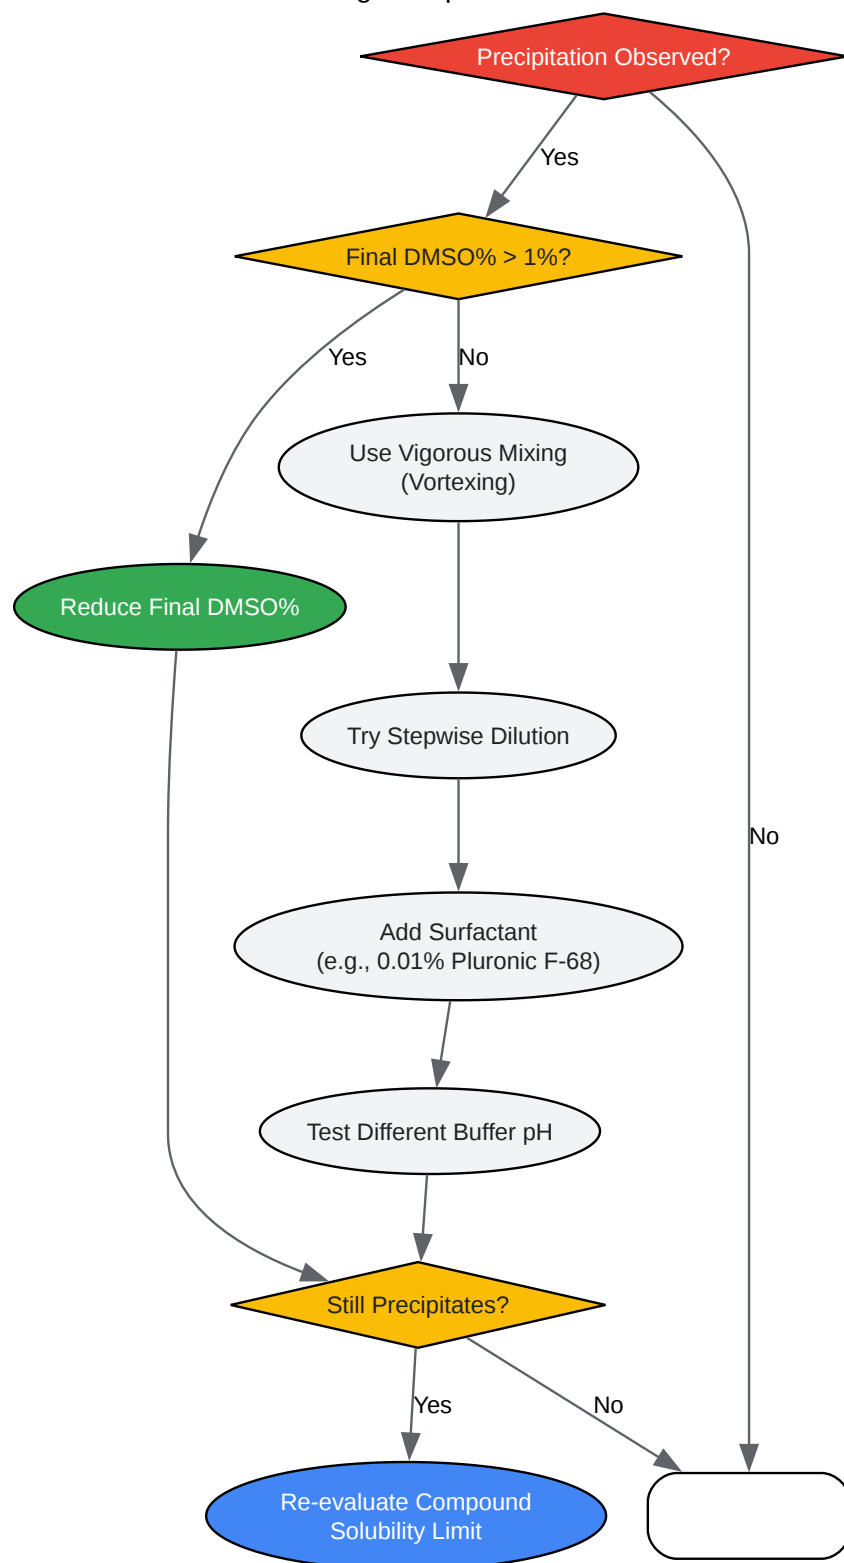 Precipitation Observed?
Yes
Final DMSO% > 1%?
Yes
No
Use Vigorous Mixing
(Vortexing)
Reduce Final DMSO%
Try Stepwise Dilution
No
Add Surfactant
(e.g., 0.01% Pluronic F-68)
Test Different Buffer pH
Still Precipitates?
Yes
No
Re-evaluate Compound
Solubility Limit